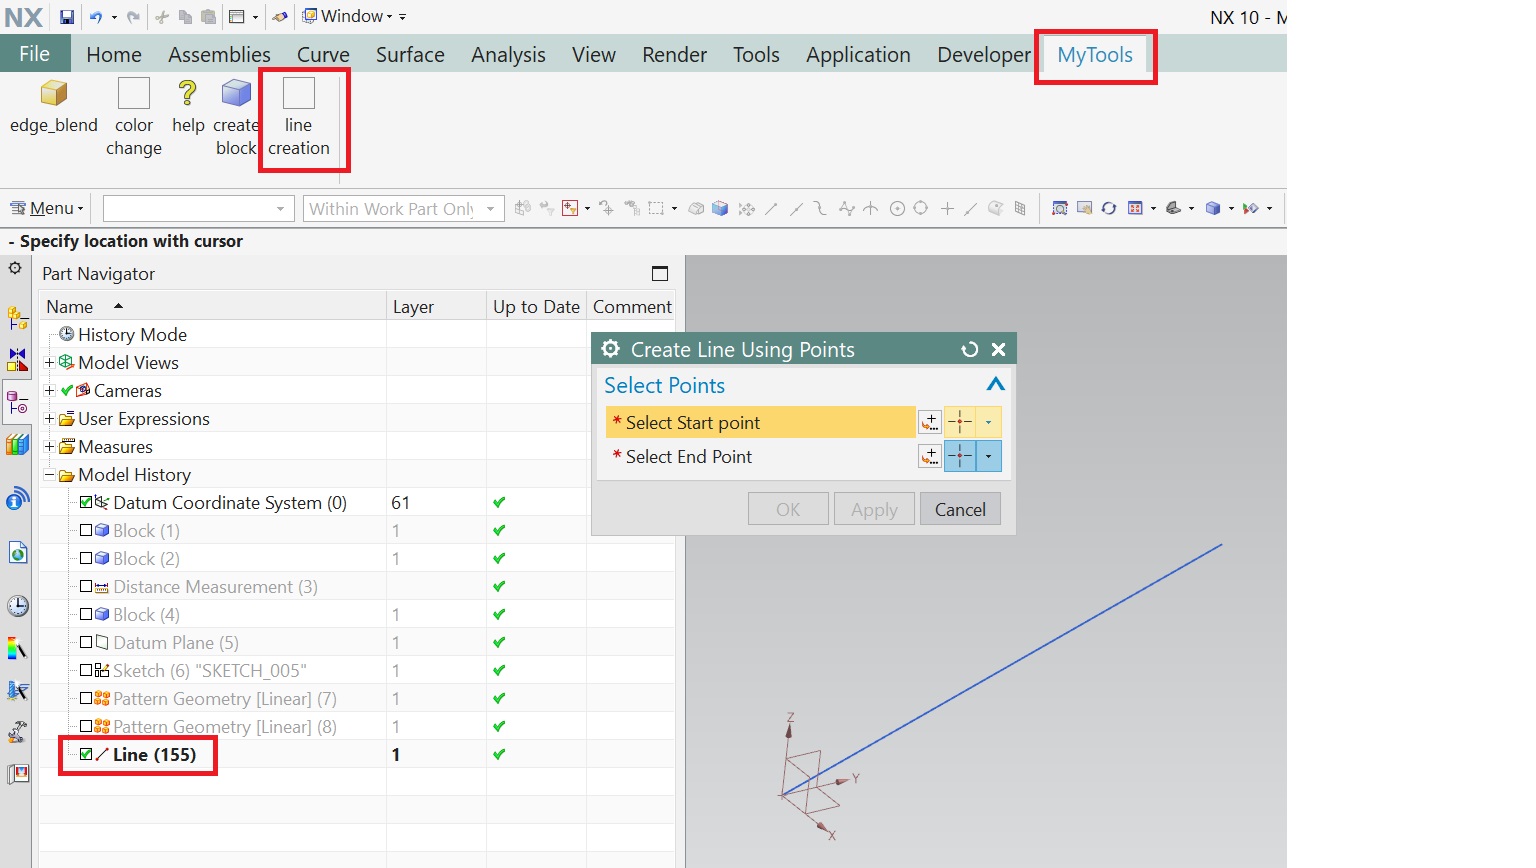 NX Window NX 10 - M
File Home Assemblies Curve Surface Analysis View Render Tools Application Developer MyTools
edge_blend color change help create block line creation
Menu Within Work Part Only
- Specify location with cursor
Part Navigator
Name Layer Up to Date Comment
History Mode
Model Views
Cameras
User Expressions
Measures
Model History
Datum Coordinate System (0) 61
Block (1) 1
Block (2) 1
Distance Measurement (3)
Block (4) 1
Datum Plane (5) 1
Sketch (6) "SKETCH_005" 1
Pattern Geometry [Linear] (7) 1
Pattern Geometry [Linear] (8) 1
Line (155) 1
Create Line Using Points
Select Points
* Select Start point
* Select End Point
OK Apply Cancel
Z
Y
X